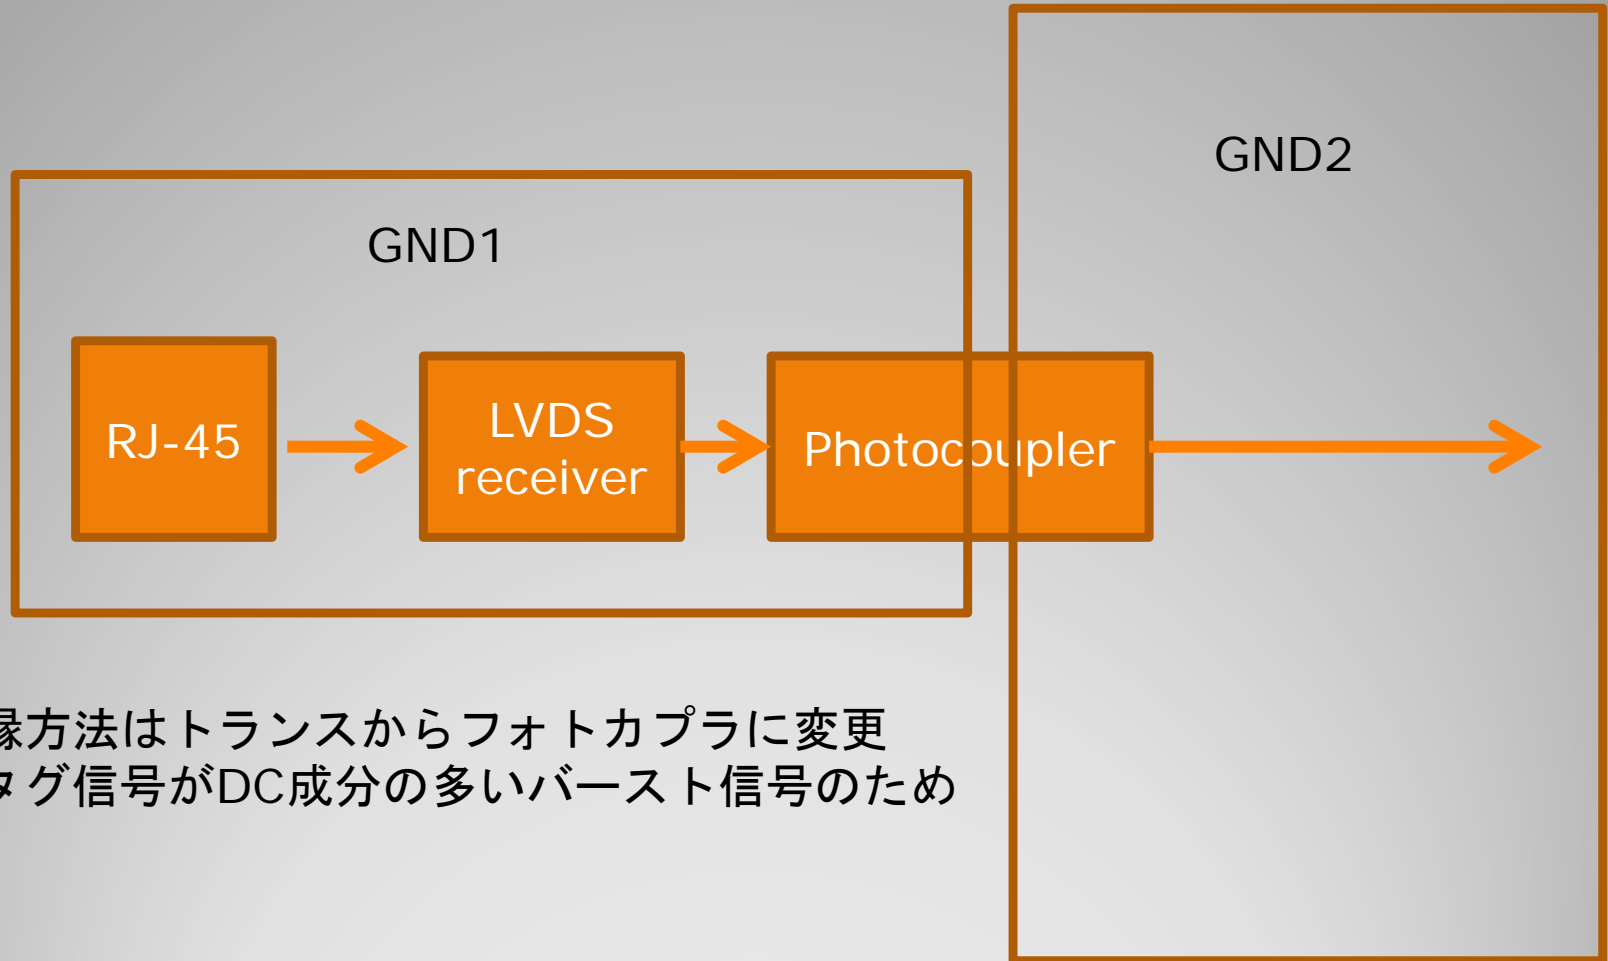 GND2
GND1
RJ-45
LVDS
receiver
Photocoupler
縁方法はトランスからフォトカプラに変更
タグ信号がDC成分の多いバースト信号のため